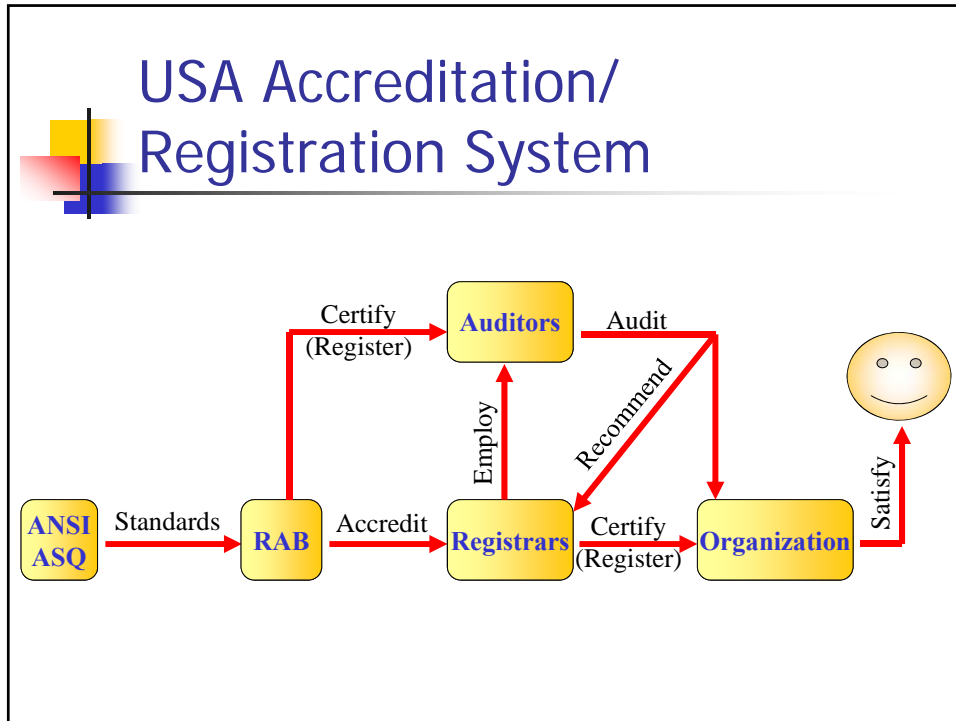 USA Accreditation/
Registration System
Certify
(Register)
Auditors
Audit
Employ
Recommend
Satisfy
ANSI
ASQ
Standards
RAB
Accredit
Registrars
Certify
(Register)
Organization